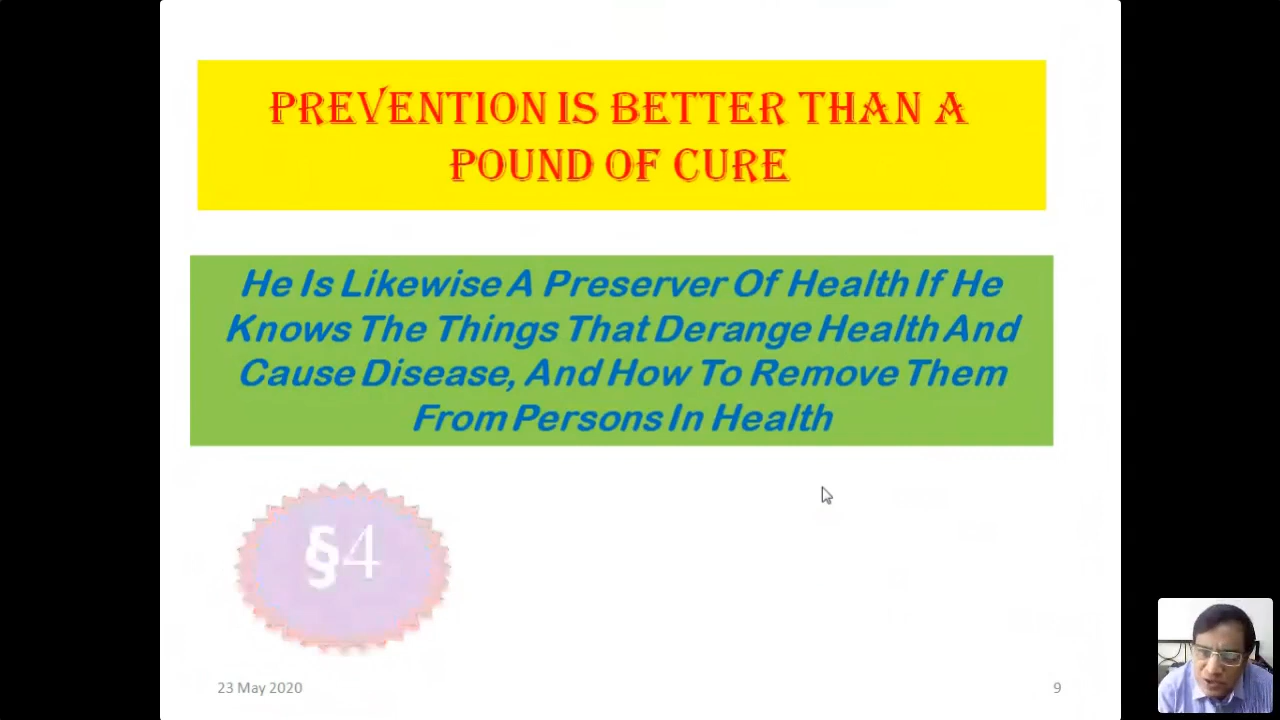 PREVENTION IS BETTER THAN A
POUND OF CURE
He Is Likewise A Preserver Of Health If He
Knows The Things That Derange Health And
Cause Disease, And How To Remove Them
From Persons In Health
§4
23 May 2020
9